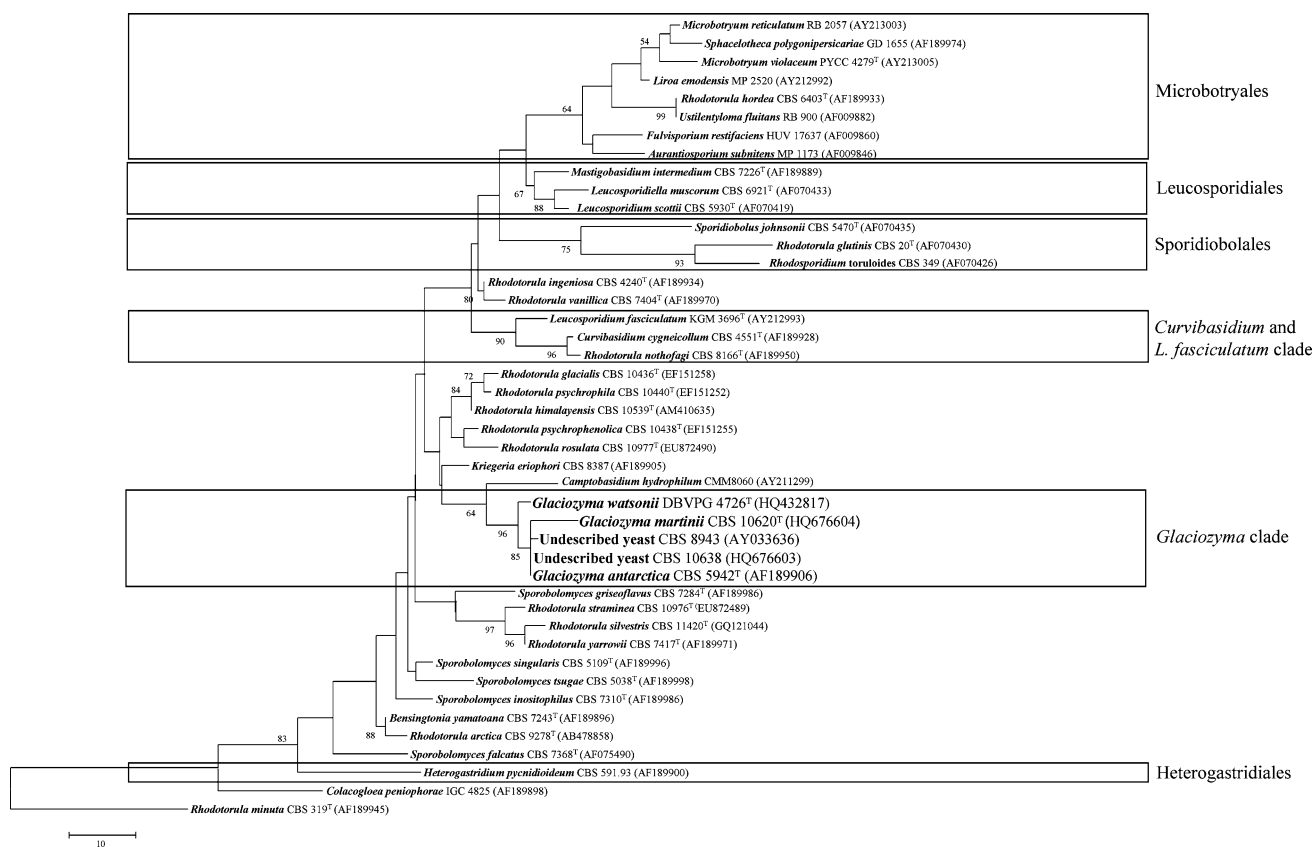 Microbotryum reticulatum RB 2057 (AY213003)
54
Sphacelotheca polygonipersicariae GD 1655 (AF189974)
Microbotryum violaceum PYCC 4279T (AY213005)
Liroa emodensis MP 2520 (AY212992)
Microbotryales
Rhodotorula hordea CBS 6403T (AF189933)
64
99
Ustilentyloma fluitans RB 900 (AF009882)
Fulvisporium restifaciens HUV 17637 (AF009860)
Aurantiosporium subnitens MP 1173 (AF009846)
Mastigobasidium intermedium CBS 7226T (AF189889)
67
Leucosporidiella muscorum CBS 6921T (AF070433)
Leucosporidiales
88
Leucosporidium scottii CBS 5930T (AF070419)
Sporidiobolus johnsonii CBS 5470T (AF070435)
75
Rhodotorula glutinis CBS 20T (AF070430)
Sporidiobolales
93
Rhodosporidium toruloides CBS 349 (AF070426)
Rhodotorula ingeniosa CBS 4240T (AF189934)
80
Rhodotorula vanillica CBS 7404T (AF189970)
Leucosporidium fasciculatum KGM 3696T (AY212993)
90
Curvibasidium cygneicollum CBS 4551T (AF189928)
Curvibasidium and
L. fasciculatum clade
96
Rhodotorula nothofagi CBS 8166T (AF189950)
72
Rhodotorula glacialis CBS 10436T (EF151258)
84
Rhodotorula psychrophila CBS 10440T (EF151252)
Rhodotorula himalayensis CBS 10539T (AM410635)
Rhodotorula psychrophenolica CBS 10438T (EF151255)
Rhodotorula rosulata CBS 10977T (EU872490)
Kriegeria eriophori CBS 8387 (AF189905)
Camptobasidium hydrophilum CMM8060 (AY211299)
64
Glaciozyma watsonii DBVPG 4726T (HQ432817)
96
Glaciozyma martinii CBS 10620T (HQ676604)
Undescribed yeast CBS 8943 (AY033636)
Glaciozyma clade
85
Undescribed yeast CBS 10638 (HQ676603)
Glaciozyma antarctica CBS 5942T (AF189906)
Sporobolomyces griseoflavus CBS 7284T (AF189986)
Rhodotorula straminea CBS 10976T (EU872489)
97
Rhodotorula silvestris CBS 11420T (GQ121044)
96
Rhodotorula yarrowii CBS 7417T (AF189971)
Sporobolomyces singularis CBS 5109T (AF189996)
Sporobolomyces tsugae CBS 5038T (AF189998)
Sporobolomyces inositophilus CBS 7310T (AF189986)
Bensingtonia yamatoana CBS 7243T (AF189896)
88
Rhodotorula arctica CBS 9278T (AB478858)
83
Sporobolomyces falcatus CBS 7368T (AF075490)
Heterogastridium pycnidioideum CBS 591.93 (AF189900)
Heterogastridiales
Colacogloea peniophorae IGC 4825 (AF189898)
Rhodotorula minuta CBS 319T (AF189945)
10